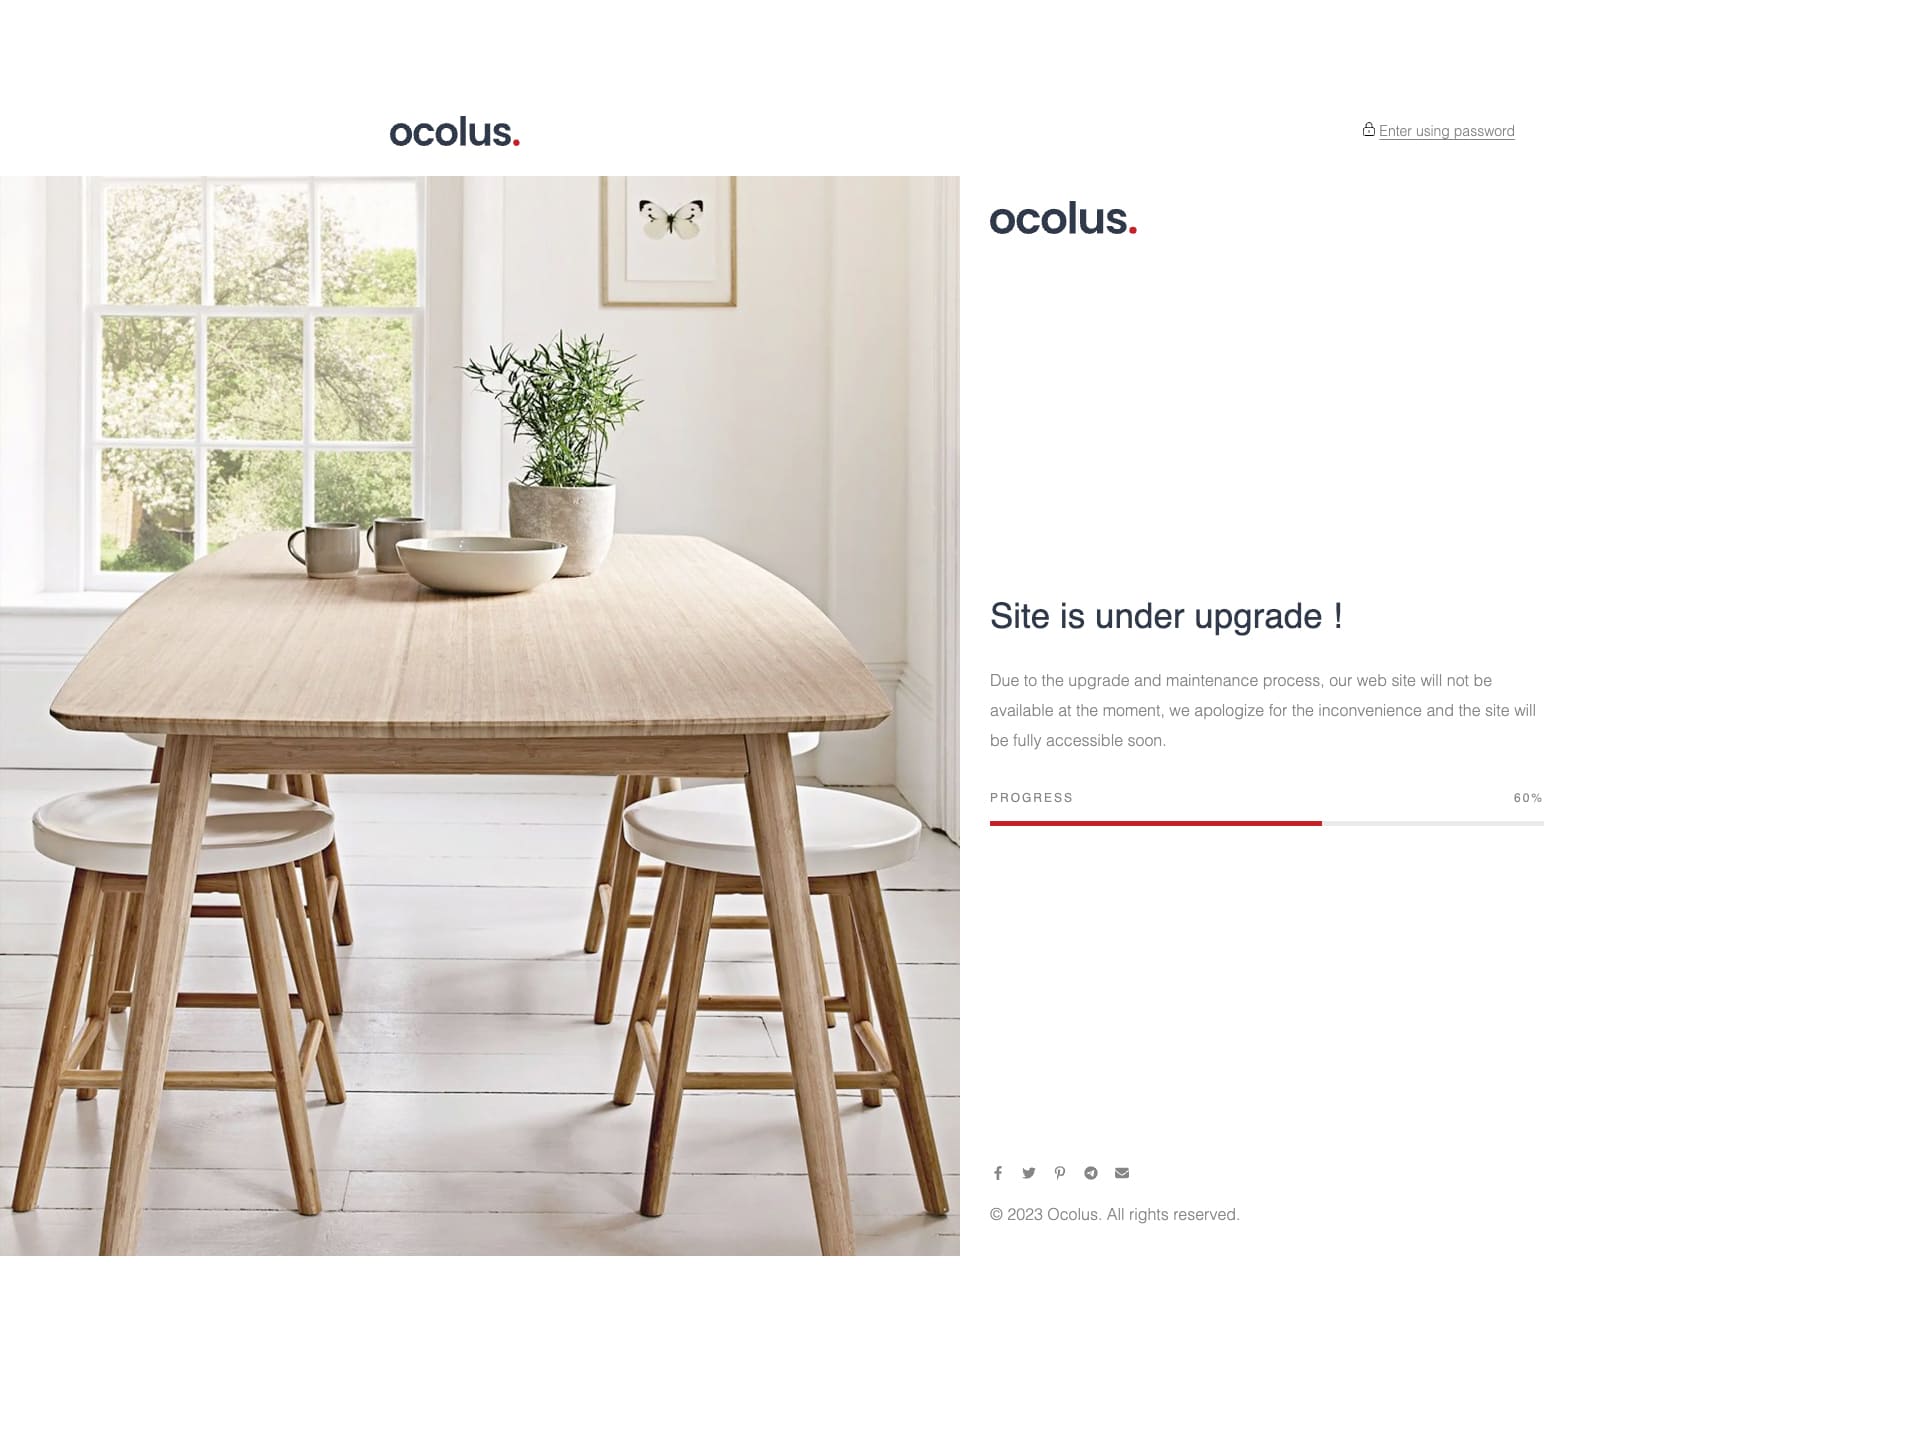 ocolus.
Enter using password
ocolus.
Site is under upgrade !
Due to the upgrade and maintenance process, our web site will not be
available at the moment, we apologize for the inconvenience and the site will
be fully accessible soon.
PROGRESS 60%
© 2023 Ocolus. All rights reserved.